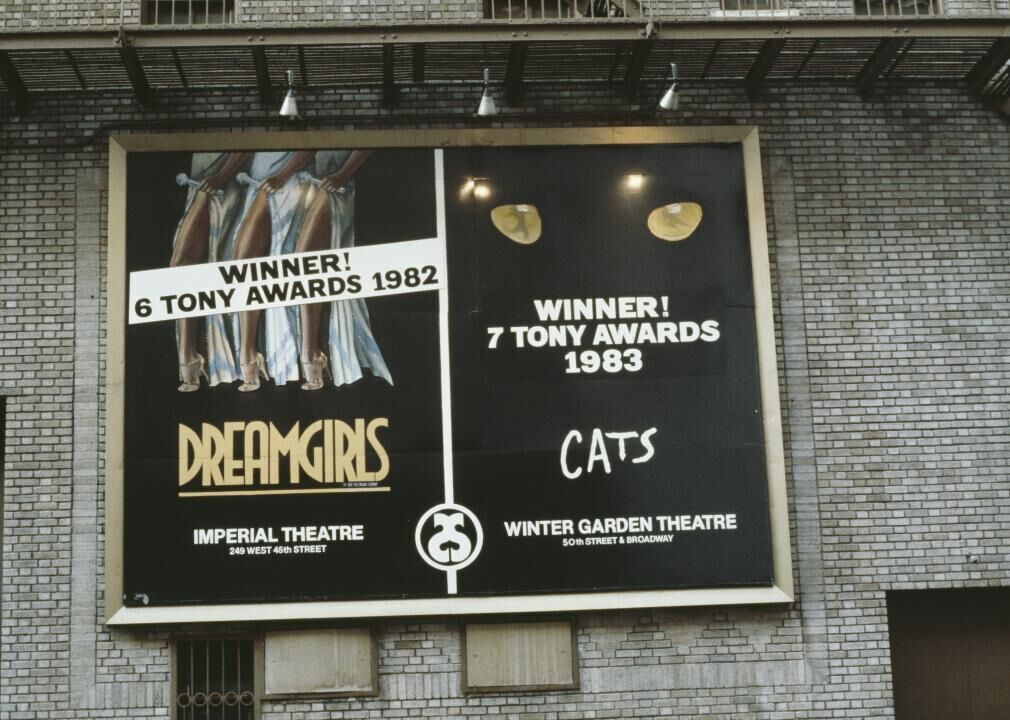 WINNER!
6 TONY AWARDS 1982
DREAMGIRLS
IMPERIAL THEATRE
249 WEST 45th STREET
WINNER!
7 TONY AWARDS
1983
CATS
WINTER GARDEN THEATRE
50th STREET & BROADWAY